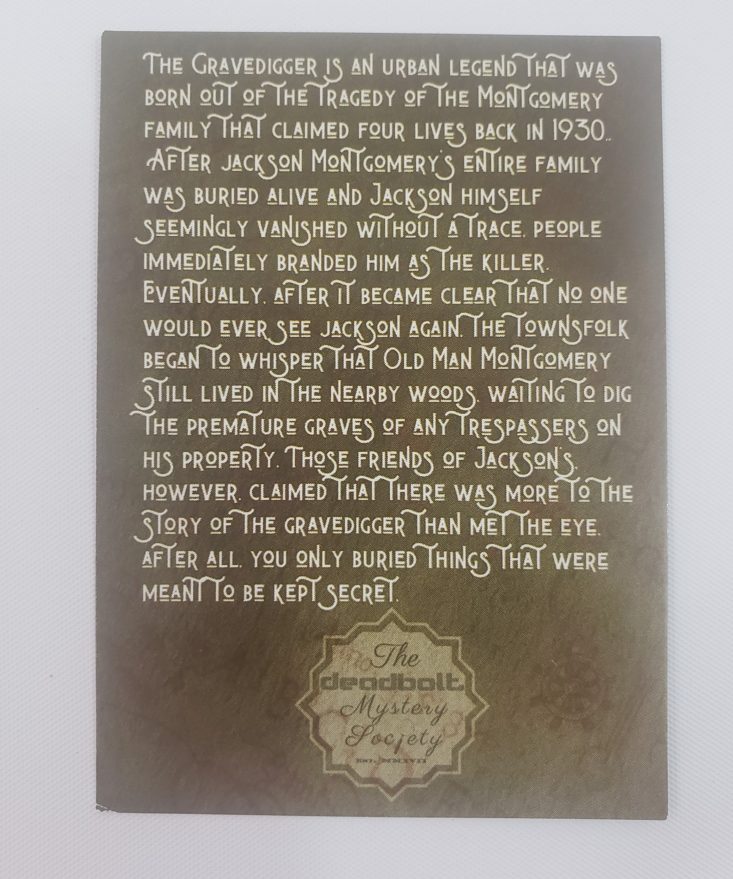 The Gravedigger is an urban legend that was
born out of the tragedy of the Montgomery
family that claimed four lives back in 1930.
After Jackson Montgomery's entire family
was buried alive and Jackson himself
seemingly vanished without a trace, people
immediately branded him as the killer.
Eventually, after it became clear that no one
would ever see Jackson again, the townsfolk
began to whisper that Old Man Montgomery
still lived in the nearby woods, waiting to dig
the premature graves of any trespassers on
his property. Those friends of Jackson's,
however, claimed that there was more to the
story of the gravedigger than met the eye.
After all, you only buried things that were
meant to be kept secret.
The
deadbolt
Mystery
Society
EST. MMXVII